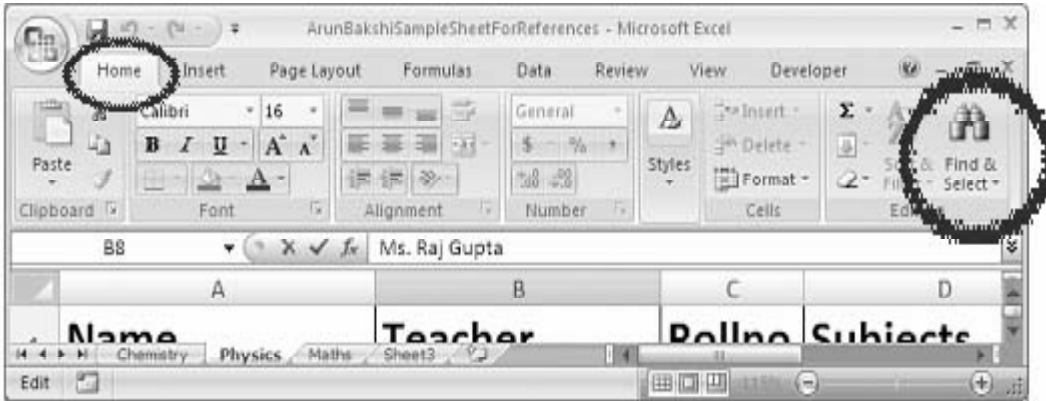 ArunBakshiSampleSheetForReferences - Microsoft Excel
Home Insert Page Layout Formulas Data Review View Developer
Calibri 16 General Insert
B I U A A $ % , Styles Delete Find &
Paste Format Select
Clipboard Font Alignment Number Cells
B8 fx Ms. Raj Gupta
A B C D
Name Teacher Rollno Subjects
Chemistry Physics Maths Sheet3
Edit 115%